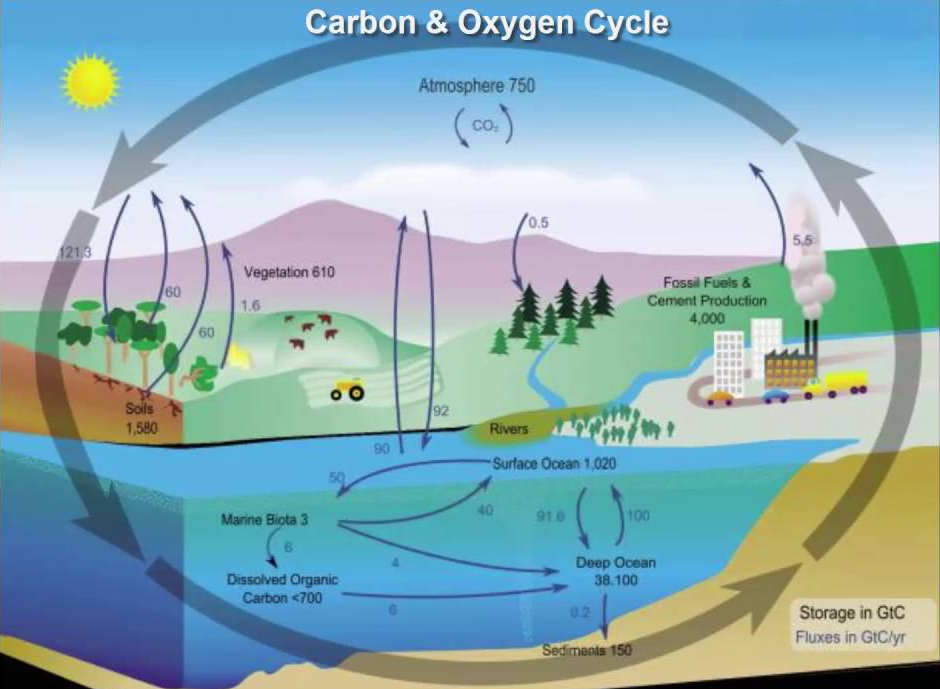 Carbon & Oxygen Cycle
Atmosphere 750
CO₂
121.3
60
60
1.6
Vegetation 610
0.5
5.5
Fossil Fuels &
Cement Production
4,000
Soils
1,580
92
90
Rivers
Surface Ocean 1,020
50
40
91.6
100
Marine Biota 3
6
4
Deep Ocean
38.100
Dissolved Organic
Carbon <700
6
0.2
Sediments 150
Storage in GtC
Fluxes in GtC/yr